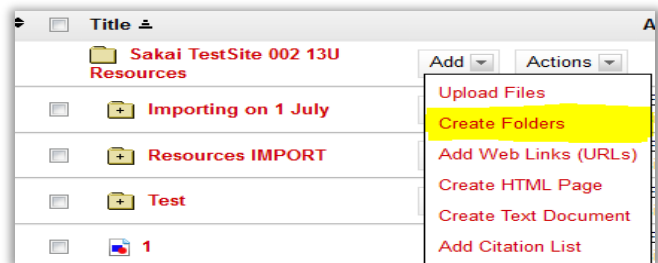 Title A
Sakai TestSite 002 13U
Resources
Add Actions
Upload Files
Importing on 1 July
Create Folders
Resources IMPORT
Add Web Links (URLs)
Create HTML Page
Test
Create Text Document
1
Add Citation List